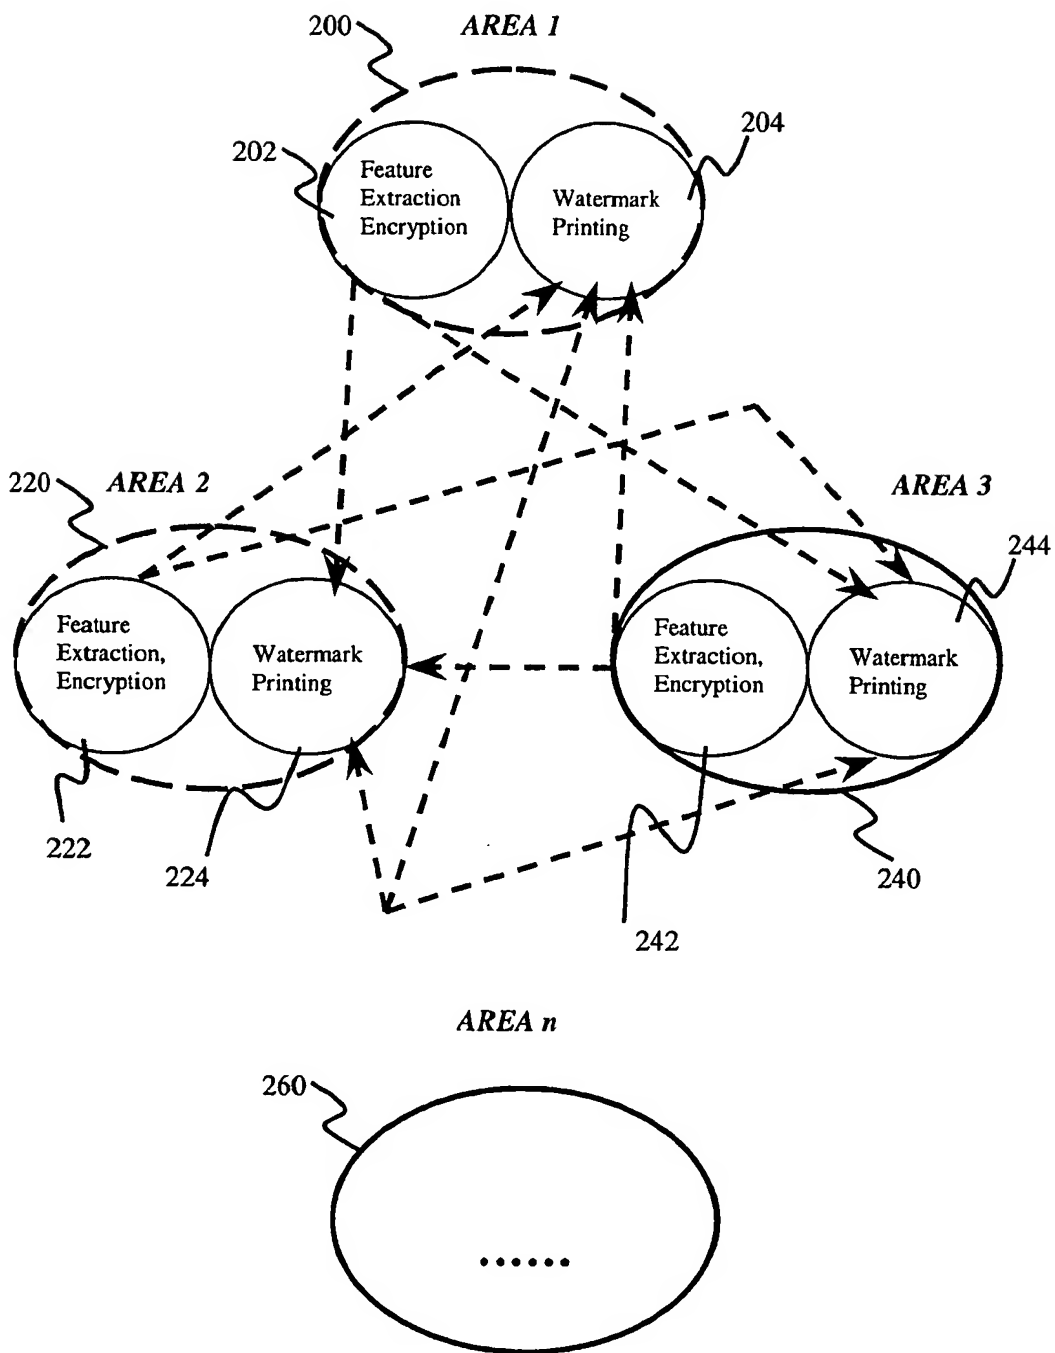 200
AREA 1
202
204
Feature
Extraction
Encryption
Watermark
Printing
220
AREA 2
AREA 3
244
Feature
Extraction,
Encryption
Watermark
Printing
Feature
Extraction,
Encryption
Watermark
Printing
222
224
242
240
AREA n
260
......